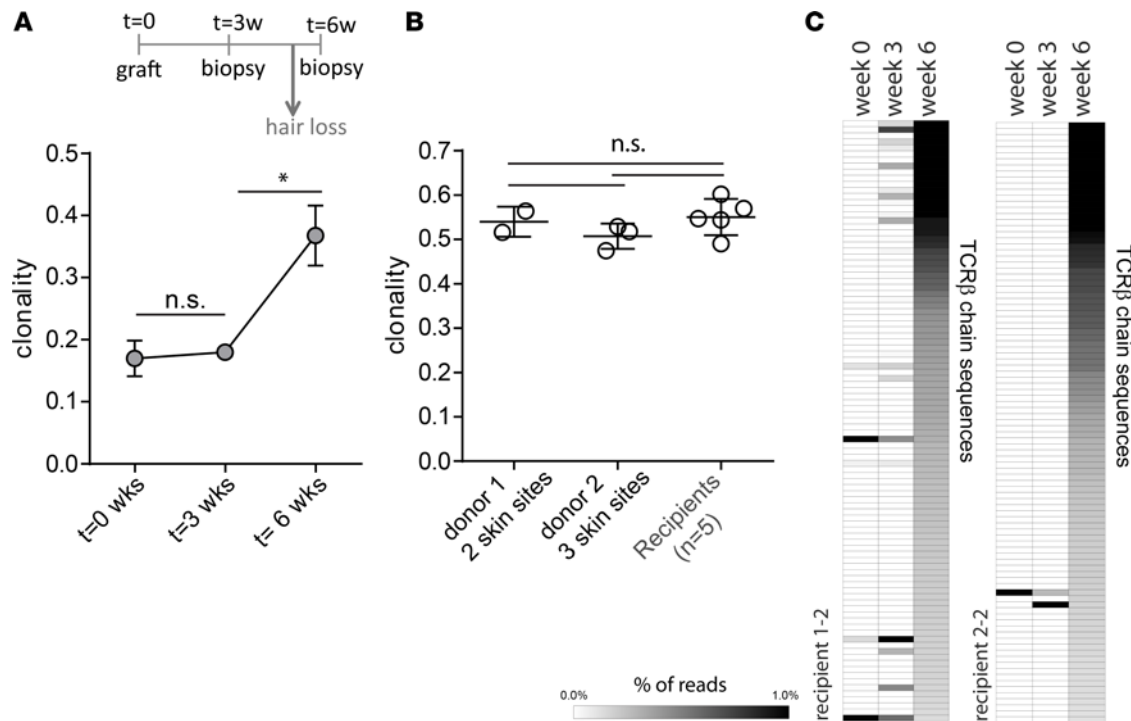 A
t=0 t=3w t=6w
graft biopsy biopsy
hair loss
0.5
0.4
0.3
0.2
0.1
0.0
clonality
n.s.
*
t=0 wks
t=3 wks
t= 6 wks
B
0.7
0.6
0.5
0.4
0.3
0.2
0.1
0.0
clonality
n.s.
donor 1
2 skin sites
donor 2
3 skin sites
Recipients
(n=5)
C
week 0
week 3
week 6
TCRβ chain sequences
recipient 1-2
week 0
week 3
week 6
TCRβ chain sequences
recipient 2-2
% of reads
0.0% 1.0%